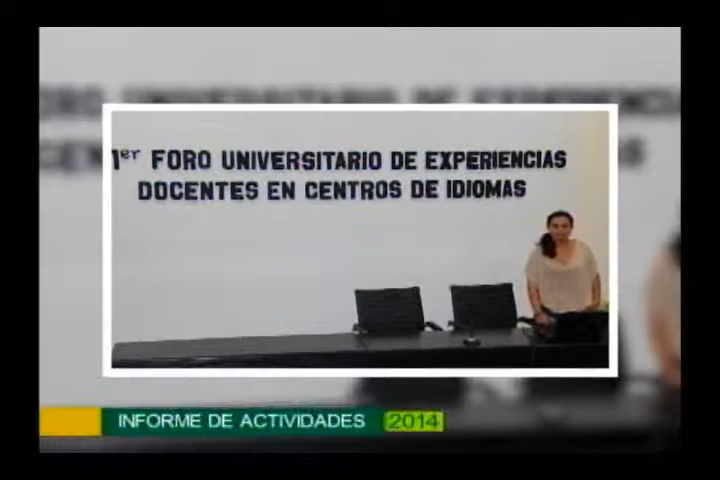 1er FORO UNIVERSITARIO DE EXPERIENCIAS
DOCENTES EN CENTROS DE IDIOMAS
INFORME DE ACTIVIDADES 2014